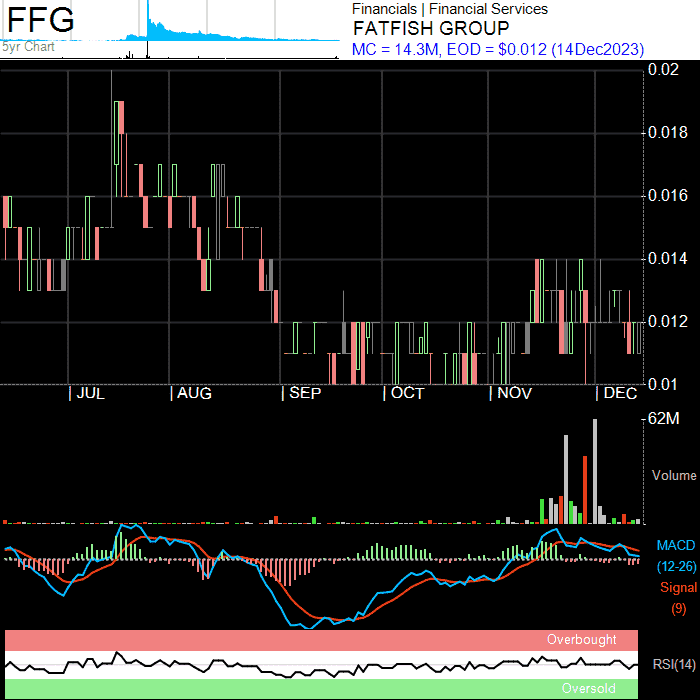 FFG
5yr Chart
Financials | Financial Services
FATFISH GROUP
MC = 14.3M, EOD = $0.012 (14Dec2023)
0.02
0.018
0.016
0.014
0.012
0.01
JUL AUG SEP OCT NOV DEC
62M
Volume
MACD
(12-26)
Signal
(9)
Overbought
RSI(14)
Oversold